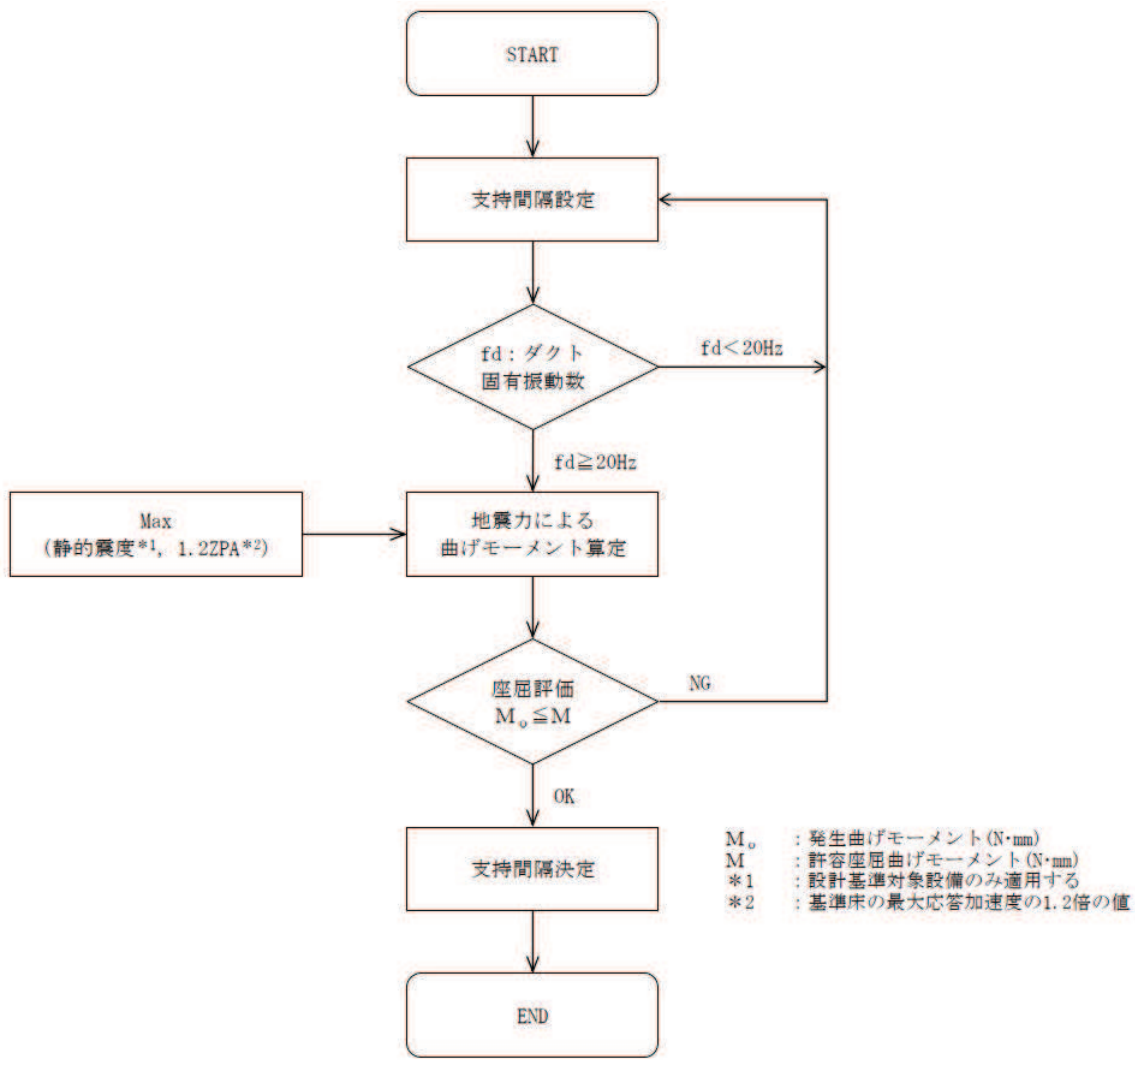 START
支持間隔設定
fd：ダクト
固有振動数
fd＜20Hz
fd≧20Hz
Max
(静的震度*1, 1.2ZPA*2)
地震力による
曲げモーメント算定
座屈評価
Mo≦M
NG
OK
支持間隔決定
Mo ：発生曲げモーメント(N･mm)
M ：許容座屈曲げモーメント(N･mm)
＊1 ：設計基準対象設備のみ適用する
＊2 ：基準床の最大応答加速度の1.2倍の値
END